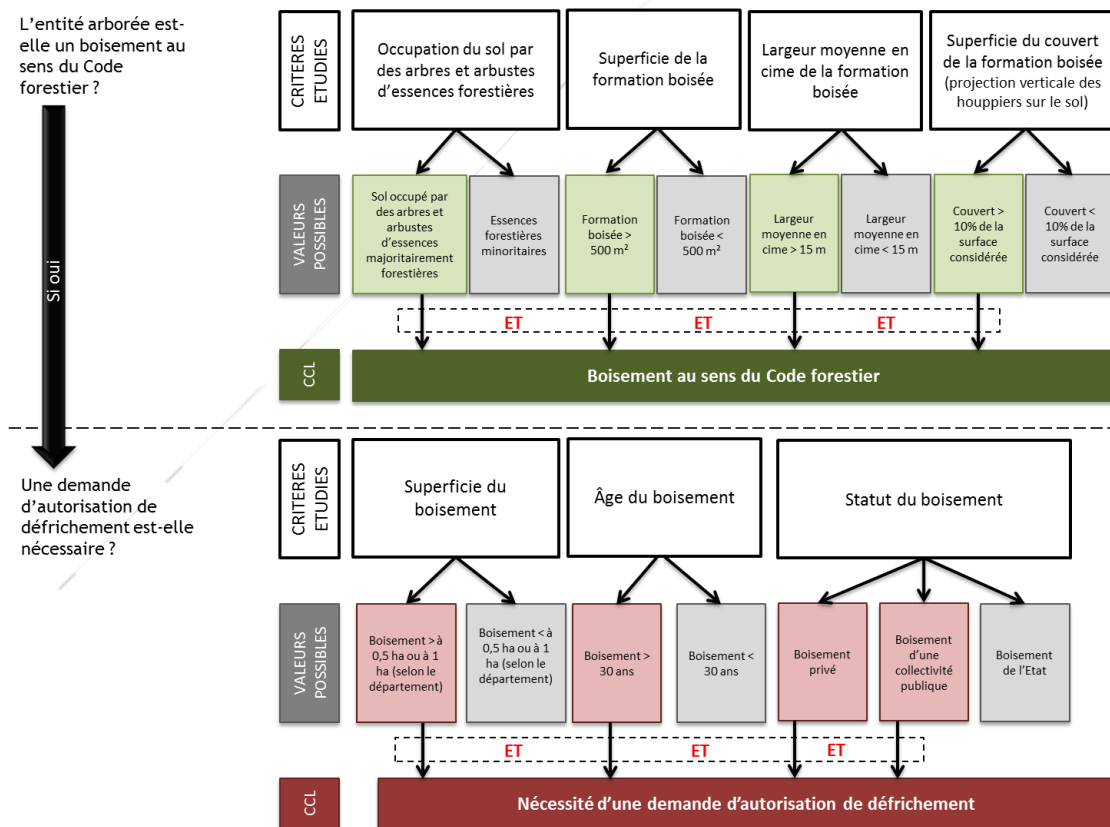 L'entité arborée est-
elle un boisement au
sens du Code
forestier ?
Si oui
CRITERES
ETUDIES
Occupation du sol par
des arbres et arbustes
d'essences forestières
Superficie de la
formation boisée
Largeur moyenne en
cime de la formation
boisée
Superficie du couvert
de la formation boisée
(projection verticale des
houppiers sur le sol)
VALEURS
POSSIBLES
Sol occupé par
des arbres et
arbustes
d'essences
majoritairement
forestières
Essences
forestières
minoritaires
Formation
boisée >
500 m²
Formation
boisée <
500 m²
Largeur
moyenne en
cime > 15 m
Largeur
moyenne en
cime < 15 m
Couvert >
10% de la
surface
considérée
Couvert <
10% de la
surface
considérée
ET
ET
ET
CCL
Boisement au sens du Code forestier
Une demande
d'autorisation de
défrichement est-elle
nécessaire ?
CRITERES
ETUDIES
Superficie du
boisement
Âge du boisement
Statut du boisement
VALEURS
POSSIBLES
Boisement > à
0,5 ha ou à 1
ha (selon le
département)
Boisement < à
0,5 ha ou à 1
ha (selon le
département)
Boisement >
30 ans
Boisement <
30 ans
Boisement
privé
Boisement
d'une
collectivité
publique
Boisement
de l'Etat
ET
ET
ET
CCL
Nécessité d'une demande d'autorisation de défrichement